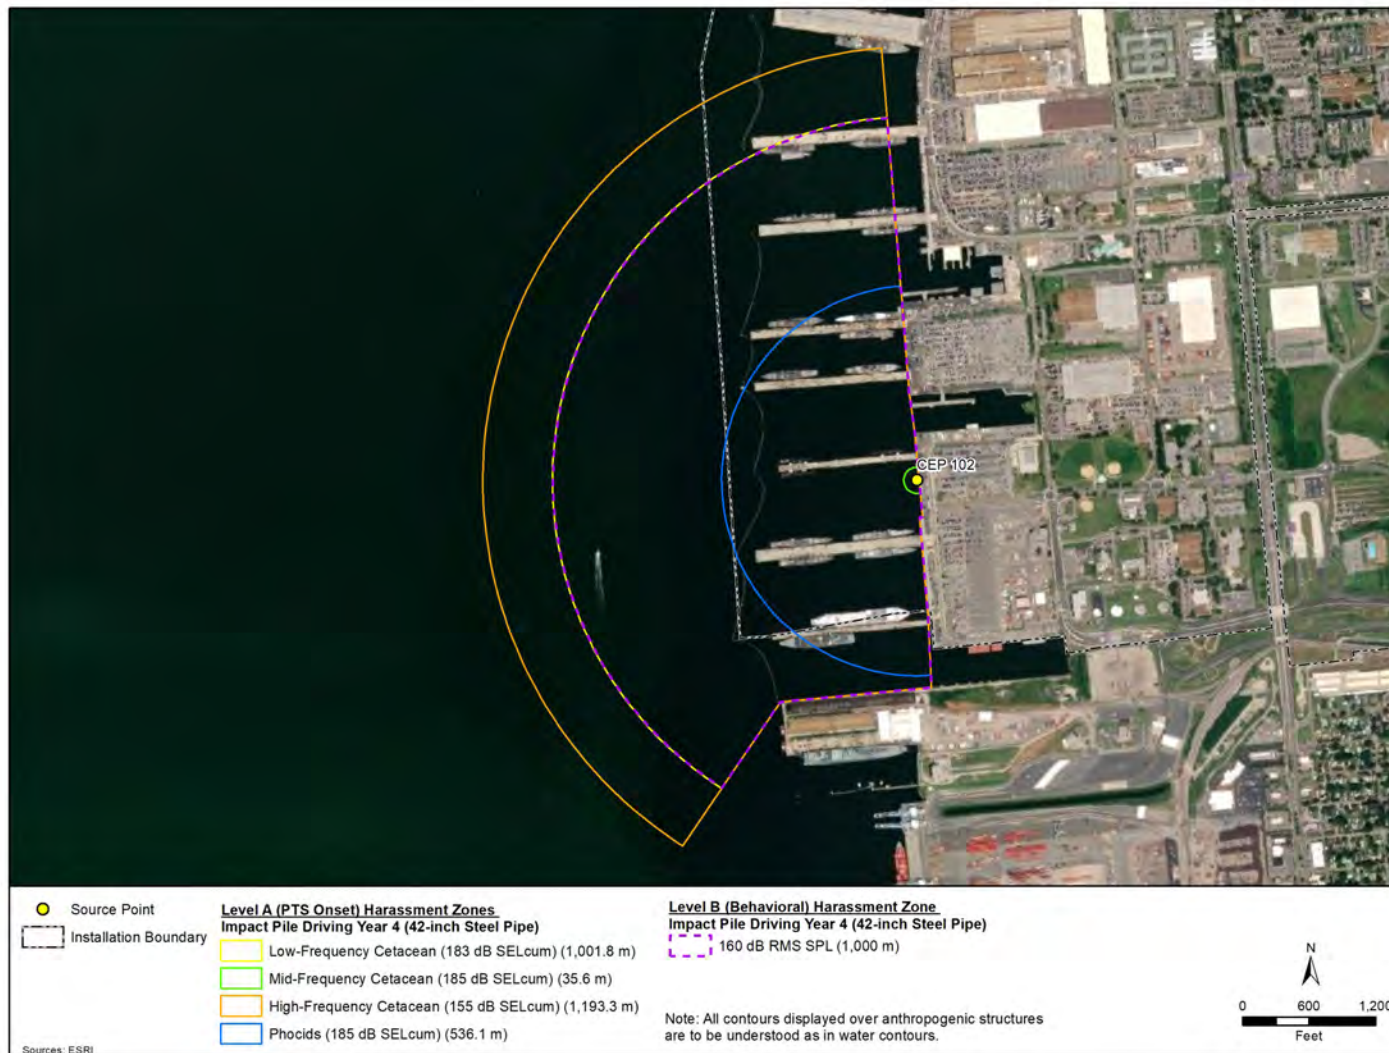 CEP 102
Source Point
Installation Boundary
Level A (PTS Onset) Harassment Zones
Impact Pile Driving Year 4 (42-inch Steel Pipe)
Low-Frequency Cetacean (183 dB SELcum) (1,001.8 m)
Mid-Frequency Cetacean (185 dB SELcum) (35.6 m)
High-Frequency Cetacean (155 dB SELcum) (1,193.3 m)
Phocids (185 dB SELcum) (536.1 m)
Level B (Behavioral) Harassment Zone
Impact Pile Driving Year 4 (42-inch Steel Pipe)
160 dB RMS SPL (1,000 m)
Note: All contours displayed over anthropogenic structures
are to be understood as in water contours.
N
0 600 1,200
Feet
Sources: ESRI